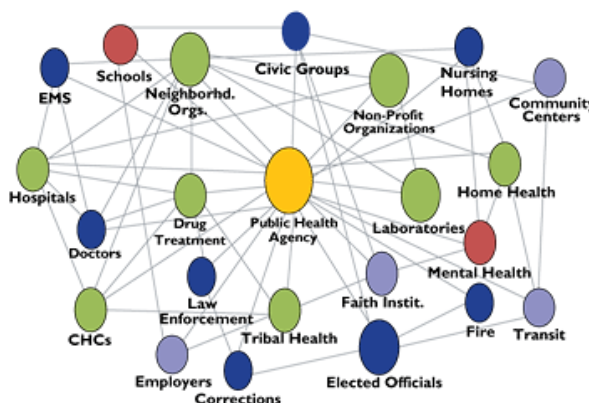 Schools
EMS
Neighborhd.
Orgs.
Civic Groups
Nursing
Homes
Non-Profit
Organizations
Community
Centers
Hospitals
Doctors
Drug
Treatment
Public Health
Agency
Laboratories
Home Health
Mental Health
CHCs
Law
Enforcement
Tribal Health
Faith Instit.
Fire
Transit
Employers
Corrections
Elected Officials